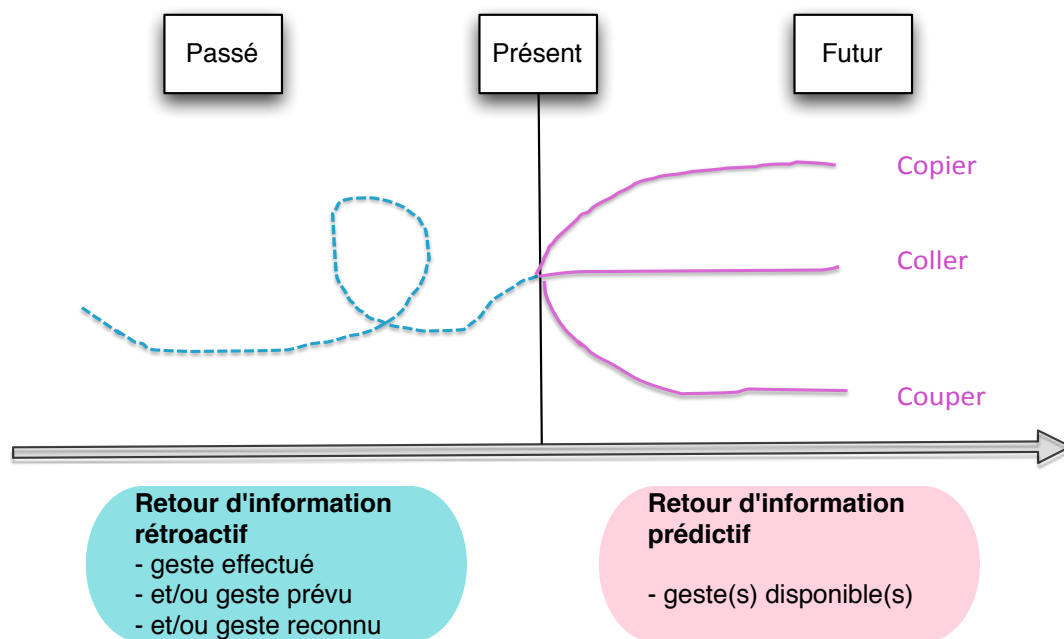 Passé
Présent
Futur
Copier
Coller
Couper
Retour d'information
rétroactif
- geste effectué
- et/ou geste prévu
- et/ou geste reconnu
Retour d'information
prédictif
- geste(s) disponible(s)